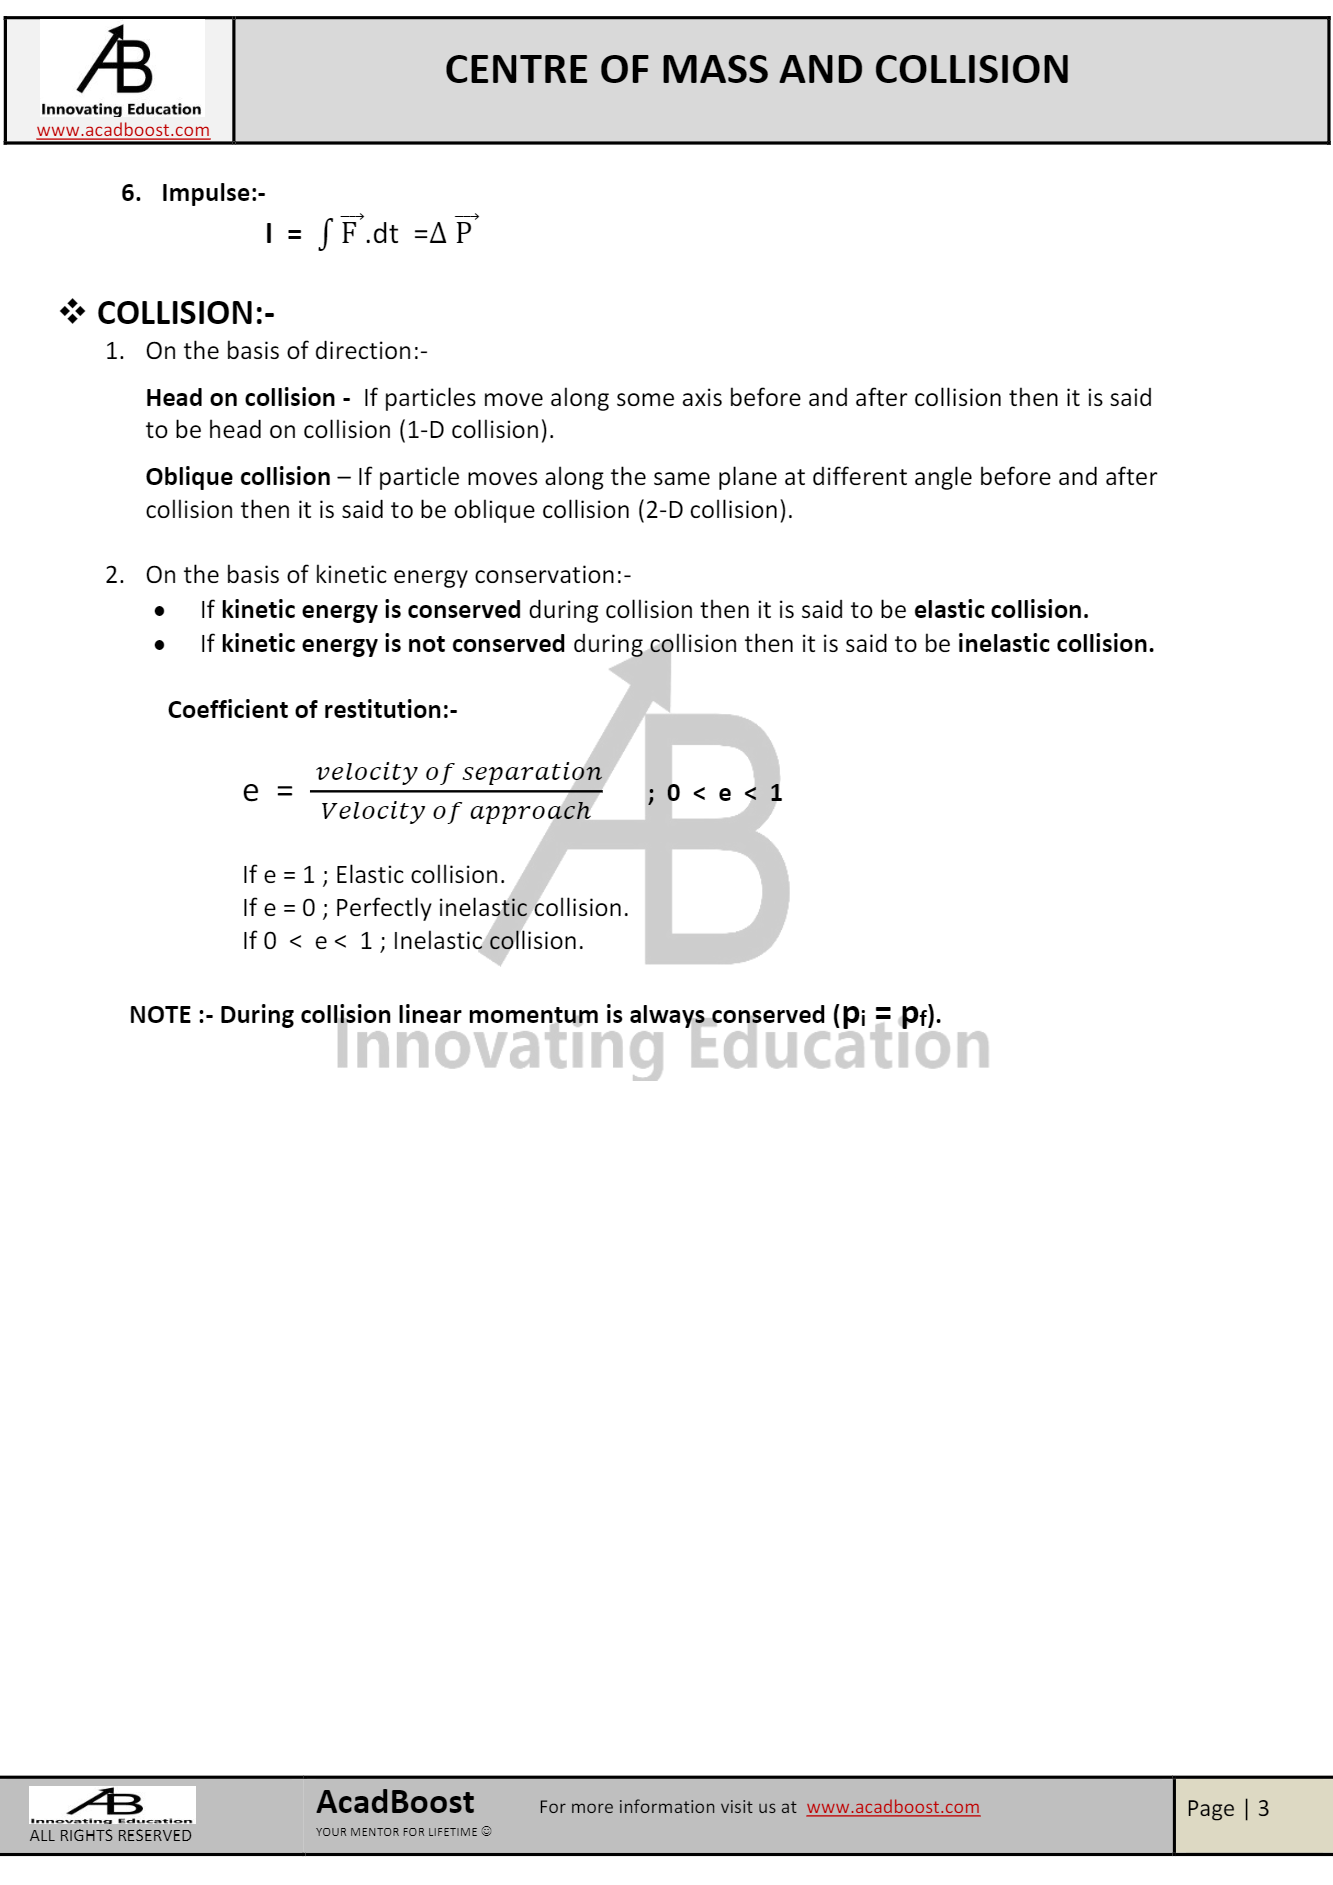 AB
Innovating Education
www.acadboost.com
CENTRE OF MASS AND COLLISION
6. Impulse:-
I = ∫ F⃗ .dt =Δ P⃗
❖ COLLISION:-
1. On the basis of direction:-
Head on collision - If particles move along some axis before and after collision then it is said
to be head on collision (1-D collision).
Oblique collision – If particle moves along the same plane at different angle before and after
collision then it is said to be oblique collision (2-D collision).
2. On the basis of kinetic energy conservation:-
• If kinetic energy is conserved during collision then it is said to be elastic collision.
• If kinetic energy is not conserved during collision then it is said to be inelastic collision.
Coefficient of restitution:-
e = velocity of separation / Velocity of approach ; 0 < e < 1
If e = 1 ; Elastic collision.
If e = 0 ; Perfectly inelastic collision.
If 0 < e < 1 ; Inelastic collision.
NOTE :- During collision linear momentum is always conserved (pi = pf).
AB
Innovating Education
AB
Innovating Education
ALL RIGHTS RESERVED
AcadBoost
YOUR MENTOR FOR LIFETIME ☺
For more information visit us at www.acadboost.com
Page | 3